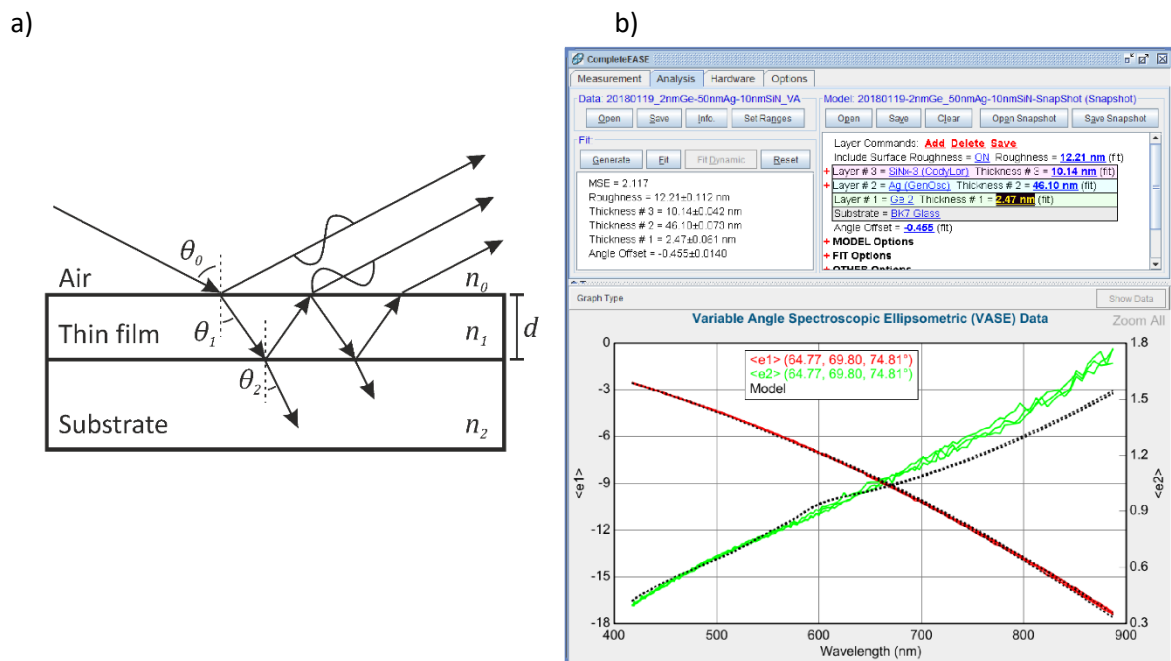 a)
θ0
Air
n0
Thin film
θ1
n1
d
θ2
Substrate
n2
b)
CompleteEASE
Measurement Analysis Hardware Options
Data: 20180119_2nmGe-50nmAg-10nmSiN_VA
Open Save Info. Set Ranges
Fit:
Generate Fit Fit Dynamic Reset
MSE = 2.117
Roughness = 12.21±0.112 nm
Thickness # 3 = 10.14±0.042 nm
Thickness # 2 = 46.10±0.073 nm
Thickness # 1 = 2.47±0.061 nm
Angle Offset = -0.455±0.0140
Model: 20180119-2nmGe_50nmAg-10nmSiN-SnapShot (Snapshot)
Open Save Clear Open Snapshot Save Snapshot
Layer Commands: Add Delete Save
Include Surface Roughness = ON Roughness = 12.21 nm (fit)
+ Layer # 3 = SiNx-3 (CodyLor) Thickness # 3 = 10.14 nm (fit)
+ Layer # 2 = Ag (GenOsc) Thickness # 2 = 46.10 nm (fit)
Layer # 1 = Ge 2 Thickness # 1 = 2.47 nm (fit)
Substrate = BK7 Glass
Angle Offset = -0.455 (fit)
+ MODEL Options
+ FIT Options
+ OTHER Options
Graph Type
Show Data
Variable Angle Spectroscopic Ellipsometric (VASE) Data
Zoom All
<e1> (64.77, 69.80, 74.81°)
<e2> (64.77, 69.80, 74.81°)
Model
0
-3
-6
-9
-12
-15
-18
<e1>
1.8
1.5
1.2
0.9
0.6
0.3
<e2>
400 500 600 700 800 900
Wavelength (nm)